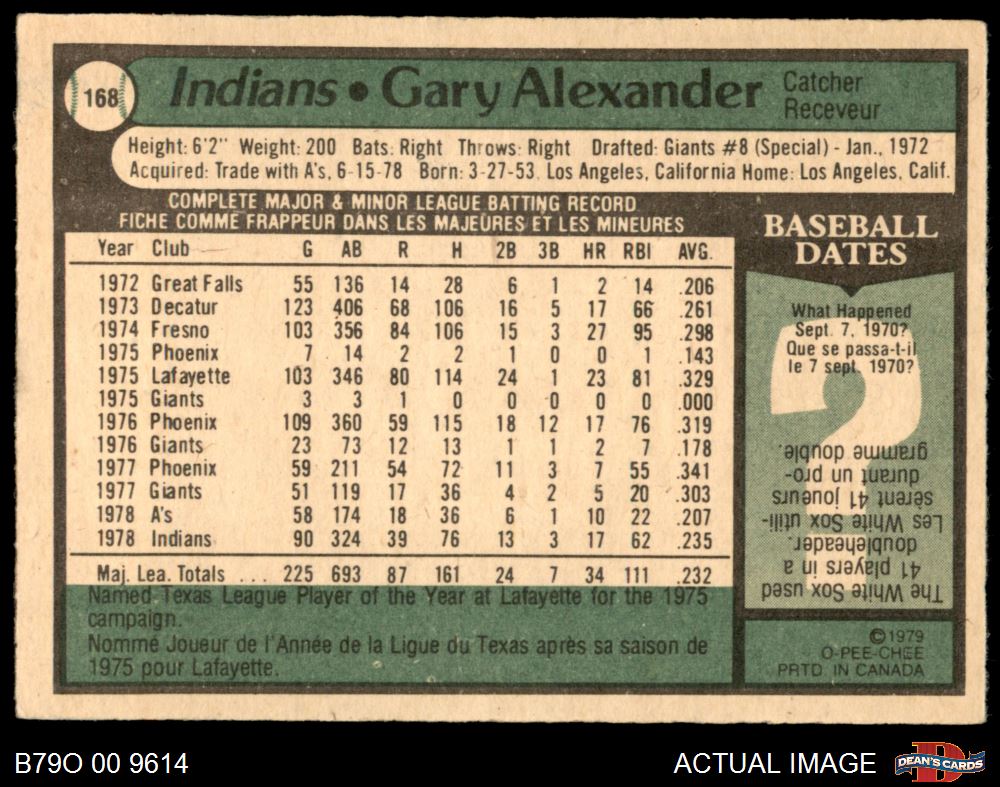 168
Indians • Gary Alexander
Catcher
Receveur
Height: 6'2" Weight: 200 Bats: Right Throws: Right Drafted: Giants #8 (Special) - Jan., 1972
Acquired: Trade with A's, 6-15-78 Born: 3-27-53, Los Angeles, California Home: Los Angeles, Calif.
COMPLETE MAJOR & MINOR LEAGUE BATTING RECORD
FICHE COMME FRAPPEUR DANS LES MAJEURES ET LES MINEURES
Year Club G AB R H 2B 3B HR RBI AVG.
1972 Great Falls 55 136 14 28 6 1 2 14 .206
1973 Decatur 123 406 68 106 16 5 17 66 .261
1974 Fresno 103 356 84 106 15 3 27 95 .298
1975 Phoenix 7 14 2 2 1 0 0 1 .143
1975 Lafayette 103 346 80 114 24 1 23 81 .329
1975 Giants 3 3 1 0 0 0 0 0 .000
1976 Phoenix 109 360 59 115 18 12 17 76 .319
1976 Giants 23 73 12 13 1 1 2 7 .178
1977 Phoenix 59 211 54 72 11 3 7 55 .341
1977 Giants 51 119 17 36 4 2 5 20 .303
1978 A's 58 174 18 36 6 1 10 22 .207
1978 Indians 90 324 39 76 13 3 17 62 .235
Maj. Lea. Totals ... 225 693 87 161 24 7 34 111 .232
Named Texas League Player of the Year at Lafayette for the 1975
campaign.
Nommé Joueur de l'Année de la Ligue du Texas après sa saison de
1975 pour Lafayette.
BASEBALL
DATES
What Happened
Sept. 7, 1970?
Que se passa-t-il
le 7 sept. 1970?
The White Sox used
41 players in a
doubleheader.
Les White Sox utili-
sèrent 41 joueurs
durant un pro-
gramme double.
©1979
O-PEE-CHEE
PRTD IN CANADA
B79O 00 9614
ACTUAL IMAGE
DEAN'S CARDS